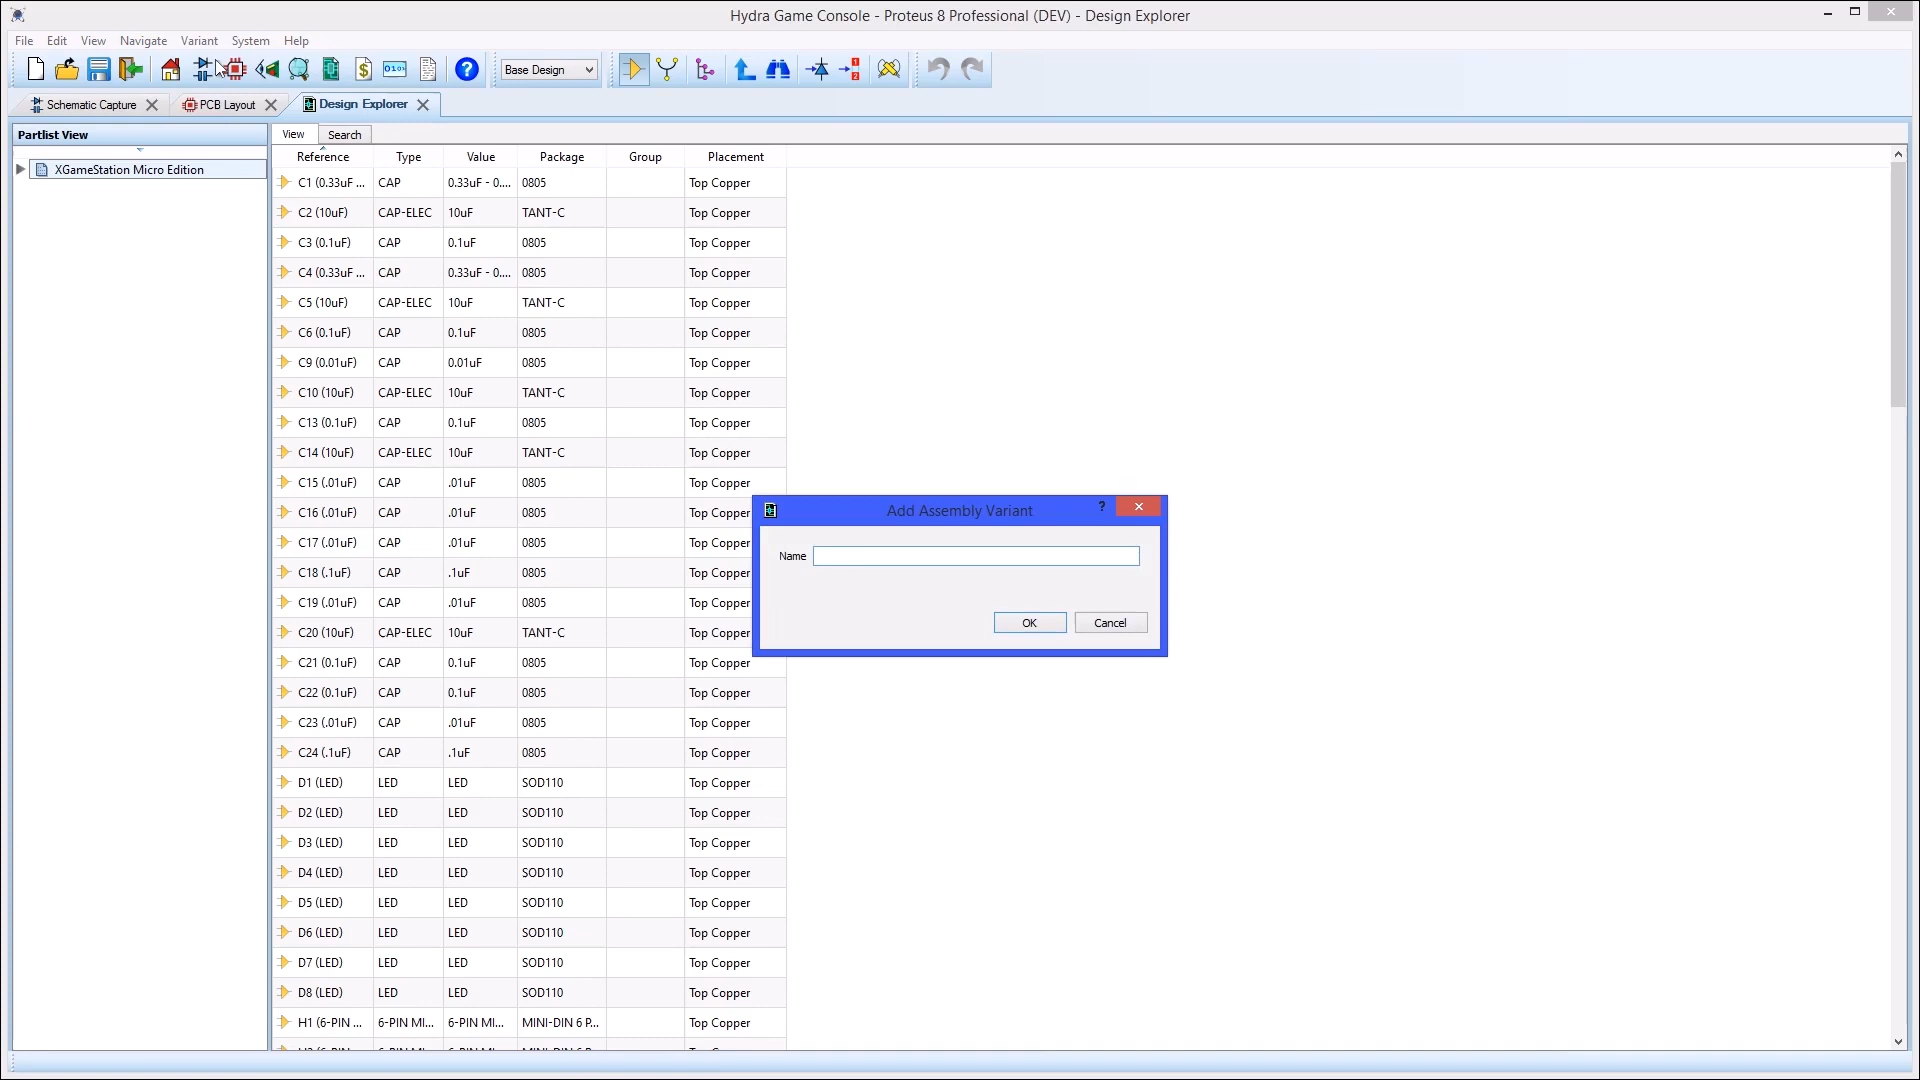 Hydra Game Console - Proteus 8 Professional (DEV) - Design Explorer
File Edit View Navigate Variant System Help
Base Design
Schematic Capture PCB Layout Design Explorer
Partlist View
XGameStation Micro Edition
View Search
Reference Type Value Package Group Placement
C1 (0.33uF ... CAP 0.33uF - 0.... 0805 Top Copper
C2 (10uF) CAP-ELEC 10uF TANT-C Top Copper
C3 (0.1uF) CAP 0.1uF 0805 Top Copper
C4 (0.33uF ... CAP 0.33uF - 0.... 0805 Top Copper
C5 (10uF) CAP-ELEC 10uF TANT-C Top Copper
C6 (0.1uF) CAP 0.1uF 0805 Top Copper
C9 (0.01uF) CAP 0.01uF 0805 Top Copper
C10 (10uF) CAP-ELEC 10uF TANT-C Top Copper
C13 (0.1uF) CAP 0.1uF 0805 Top Copper
C14 (10uF) CAP-ELEC 10uF TANT-C Top Copper
C15 (.01uF) CAP .01uF 0805 Top Copper
C16 (.01uF) CAP .01uF 0805 Top Copper
C17 (.01uF) CAP .01uF 0805 Top Copper
C18 (.1uF) CAP .1uF 0805 Top Copper
C19 (.01uF) CAP .01uF 0805 Top Copper
C20 (10uF) CAP-ELEC 10uF TANT-C Top Copper
C21 (0.1uF) CAP 0.1uF 0805 Top Copper
C22 (0.1uF) CAP 0.1uF 0805 Top Copper
C23 (.01uF) CAP .01uF 0805 Top Copper
C24 (.1uF) CAP .1uF 0805 Top Copper
D1 (LED) LED LED SOD110 Top Copper
D2 (LED) LED LED SOD110 Top Copper
D3 (LED) LED LED SOD110 Top Copper
D4 (LED) LED LED SOD110 Top Copper
D5 (LED) LED LED SOD110 Top Copper
D6 (LED) LED LED SOD110 Top Copper
D7 (LED) LED LED SOD110 Top Copper
D8 (LED) LED LED SOD110 Top Copper
H1 (6-PIN ... 6-PIN MI... 6-PIN MI... MINI-DIN 6 P... Top Copper
Add Assembly Variant
Name
OK Cancel